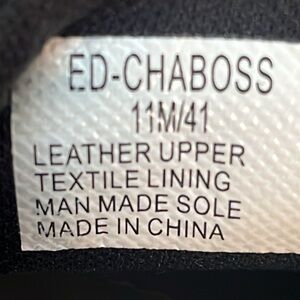 ED-CHABOSS
11M/41
LEATHER UPPER
TEXTILE LINING
MAN MADE SOLE
MADE IN CHINA